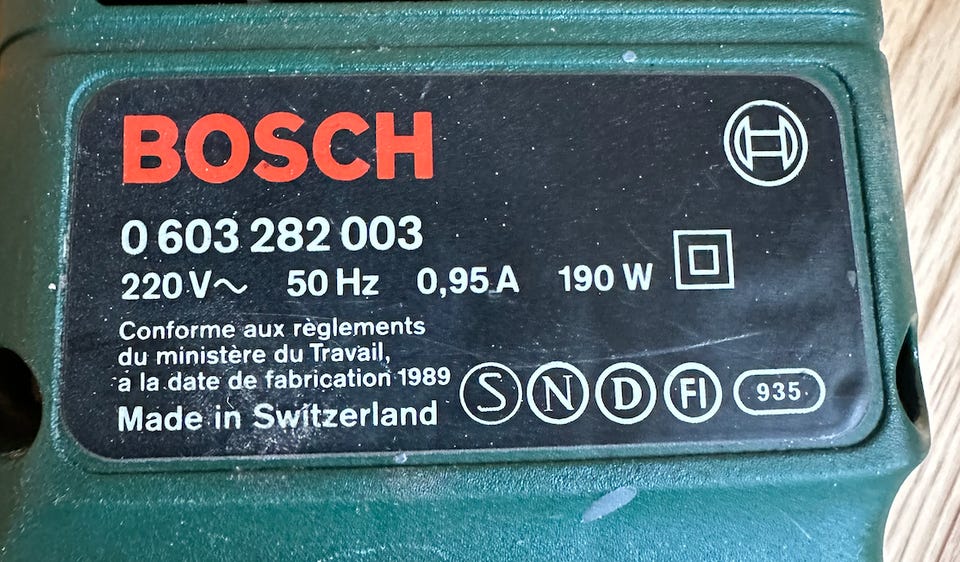 BOSCH
0 603 282 003
220 V~ 50 Hz 0,95 A 190 W
Conforme aux règlements
du ministère du Travail,
a la date de fabrication 1989
Made in Switzerland
S N D FI 935